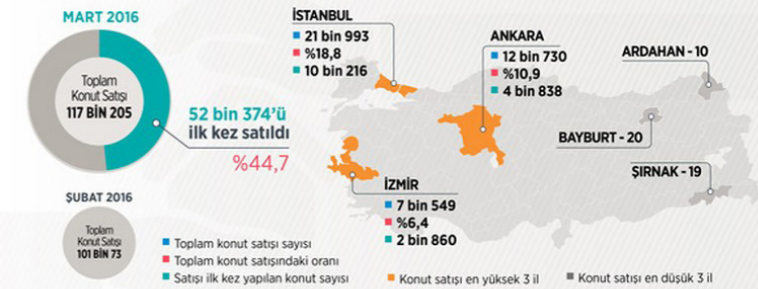 MART 2016
Toplam
Konut Satışı
117 BİN 205
52 bin 374'ü
ilk kez satıldı
%44,7
ŞUBAT 2016
Toplam
Konut Satışı
101 BİN 73
İSTANBUL
21 bin 993
%18,8
10 bin 216
ANKARA
12 bin 730
%10,9
4 bin 838
ARDAHAN - 10
BAYBURT - 20
ŞIRNAK - 19
İZMİR
7 bin 549
%6,4
2 bin 860
Toplam konut satışı sayısı
Toplam konut satışındaki oranı
Satışı ilk kez yapılan konut sayısı
Konut satışı en yüksek 3 il
Konut satışı en düşük 3 il